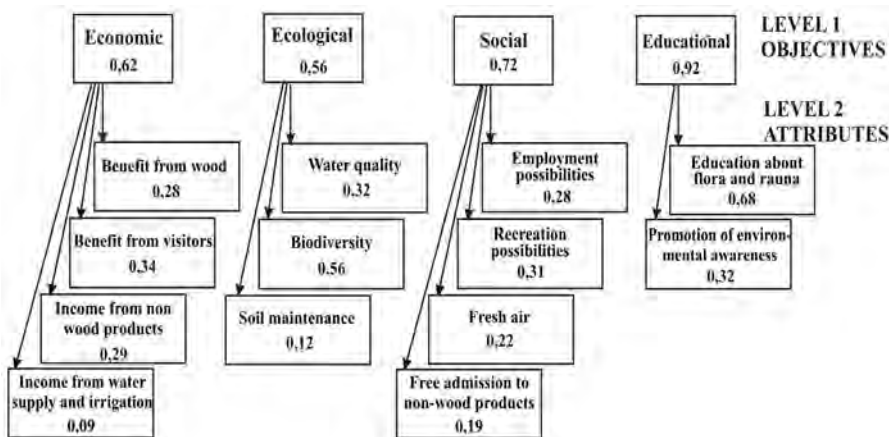 Economic
0,62
Ecological
0,56
Social
0,72
Educational
0,92
LEVEL 1
OBJECTIVES
LEVEL 2
ATTRIBUTES
Benefit from wood
0,28
Water quality
0,32
Employment
possibilities
0,28
Education about
flora and rauna
0,68
Benefit from visitors
0,34
Biodiversity
0,56
Recreation
possibilities
0,31
Promotion of environ-
mental awareness
0,32
Income from non
wood products
0,29
Soil maintenance
0,12
Fresh air
0,22
Income from water
supply and irrigation
0,09
Free admission to
non-wood products
0,19